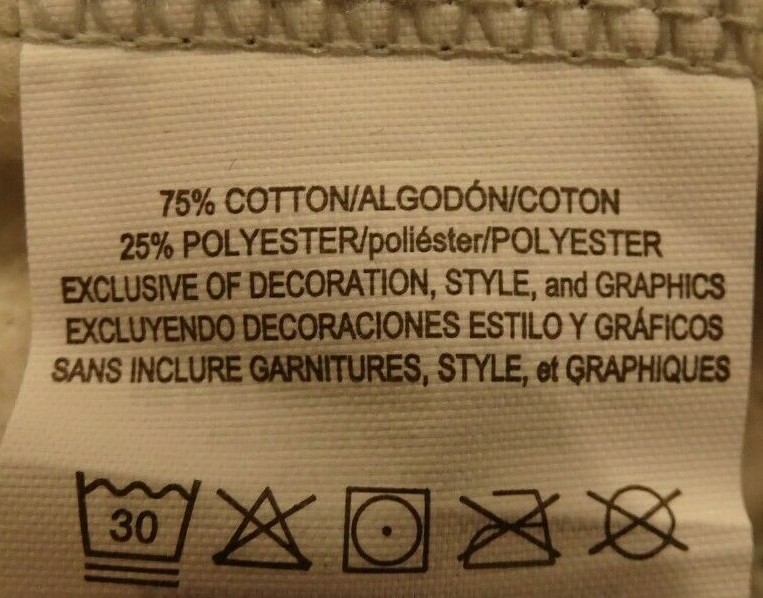 75% COTTON/ALGODÓN/COTON
25% POLYESTER/poliéster/POLYESTER
EXCLUSIVE OF DECORATION, STYLE, and GRAPHICS
EXCLUYENDO DECORACIONES ESTILO Y GRÁFICOS
SANS INCLURE GARNITURES, STYLE, et GRAPHIQUES
30